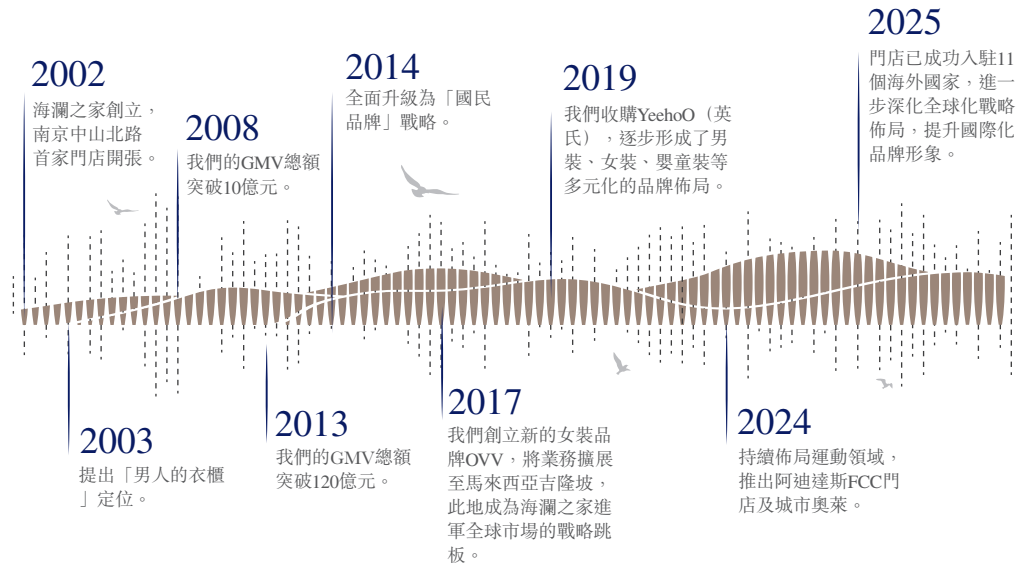 2002
海瀾之家創立，
南京中山北路
首家門店開張。
2008
我們的GMV總額
突破10億元。
2014
全面升級為「國民
品牌」戰略。
2019
我們收購YeehoO（英
氏），逐步形成了男
裝、女裝、嬰童裝等
多元化的品牌佈局。
2025
門店已成功入駐11
個海外國家，進一
步深化全球化戰略
佈局，提升國際化
品牌形象。
2003
提出「男人的衣櫃
」定位。
2013
我們的GMV總額
突破120億元。
2017
我們創立新的女裝品
牌OVV，將業務擴展
至馬來西亞吉隆坡，
此地成為海瀾之家進
軍全球市場的戰略跳
板。
2024
持續佈局運動領域，
推出阿迪達斯FCC門
店及城市奧萊。